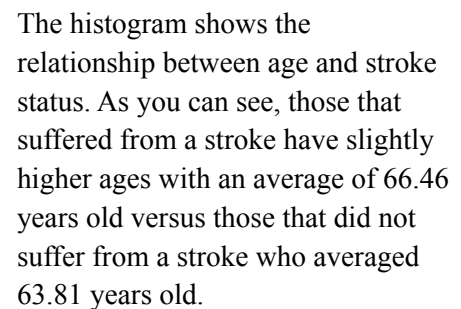 The histogram shows the
relationship between age and stroke
status. As you can see, those that
suffered from a stroke have slightly
higher ages with an average of 66.46
years old versus those that did not
suffer from a stroke who averaged
63.81 years old.